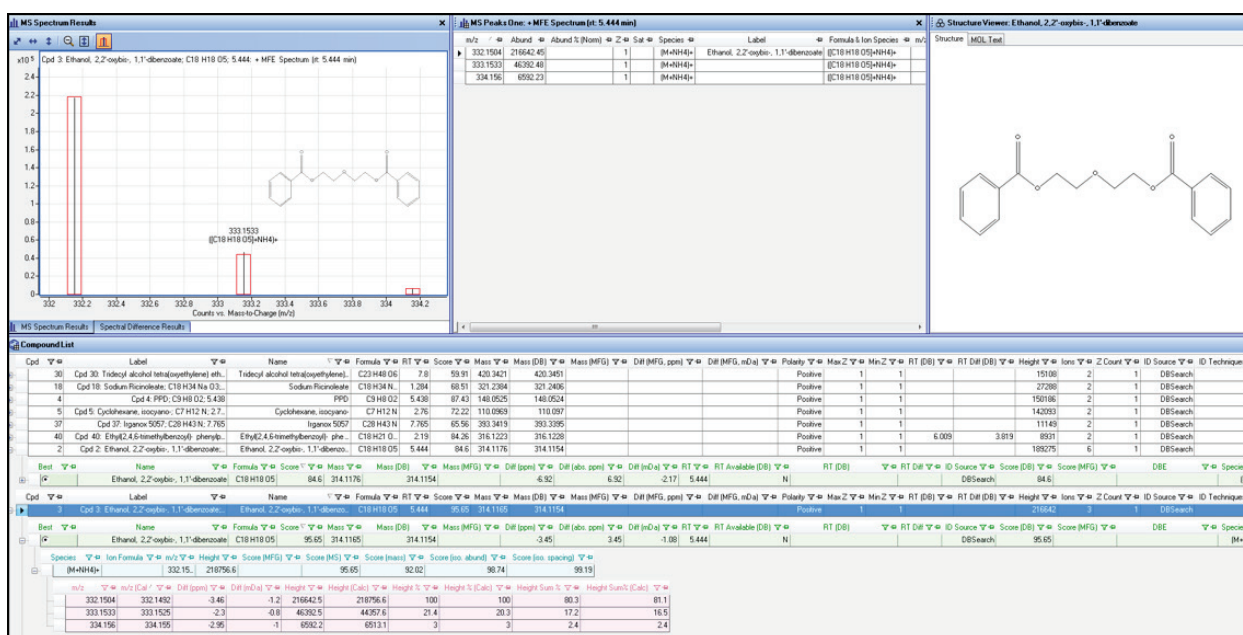 MS Spectrum Results
x10 5 Cpd 3: Ethanol, 2,2'-oxybis-, 1,1'-dibenzoate; C18 H18 O5; 5.444: + MFE Spectrum (rt: 5.444 min)
2.4
2.2
2
1.8
1.6
1.4
1.2
1
0.8
0.6
0.4
0.2
0
333.1533
([C18 H18 O5]+NH4)+
332 332.2 332.4 332.6 332.8 333 333.2 333.4 333.6 333.8 334 334.2
Counts vs. Mass-to-Charge (m/z)
MS Spectrum Results Spectral Difference Results
MS Peaks One: + MFE Spectrum (rt: 5.444 min)
m/z Abund Abund % (Norm) Z Sat Species Label Formula & Ion Species m/z
332.1504 216642.45 1 (M+NH4)+ Ethanol, 2,2'-oxybis-, 1,1'-dibenzoate ([C18 H18 O5]+NH4)+
333.1533 46392.48 1 (M+NH4)+ ([C18 H18 O5]+NH4)+
334.156 6592.23 1 (M+NH4)+ ([C18 H18 O5]+NH4)+
Structure Viewer: Ethanol, 2,2'-oxybis-, 1,1'-dibenzoate
Structure MOL Text
Compound List
Cpd Label Name Formula RT Score Mass Mass (DB) Mass (MFG) Diff (MFG, ppm) Diff (MFG, mDa) Polarity Max Z Min Z RT (DB) RT Diff (DB) Height Ions Z Count ID Source ID Technique
30 Cpd 30: Tridecyl alcohol tetra(oxyethylene) eth... Tridecyl alcohol tetra(oxyethylene)... C23 H48 O6 7.8 59.91 420.3421 420.3451 Positive 1 1 15108 2 1 DBSearch
18 Cpd 18: Sodium Ricinoleate; C18 H34 Na O3;... Sodium Ricinoleate C18 H34 N... 1.284 68.51 321.2384 321.2406 Positive 1 1 27288 2 1 DBSearch
4 Cpd 4: PPD; C9 H8 O2; 5.438 PPD C9 H8 O2 5.438 87.43 148.0525 148.0524 Positive 1 1 150186 2 1 DBSearch
5 Cpd 5: Cyclohexane, isocyano-; C7 H12 N; 2.7... Cyclohexane, isocyano- C7 H12 N 2.76 72.22 110.0969 110.097 Positive 1 1 142093 2 1 DBSearch
37 Cpd 37: Irganox 5057; C28 H43 N; 7.765 Irganox 5057 C28 H43 N 7.765 65.56 393.3419 393.3395 Positive 1 1 11149 2 1 DBSearch
40 Cpd 40: Ethyl(2,4,6-trimethylbenzoyl)- phenylp... Ethyl(2,4,6-trimethylbenzoyl)- phe... C18 H21 O... 2.19 84.26 316.1223 316.1228 Positive 1 1 6.009 3.819 8931 2 1 DBSearch
2 Cpd 2: Ethanol, 2,2'-oxybis-, 1,1'-dibenzoate;... Ethanol, 2,2'-oxybis-, 1,1'-dibenzo... C18 H18 O5 5.444 84.6 314.1176 314.1154 Positive 1 1 189275 6 1 DBSearch
Best Name Formula Score Mass Mass (DB) Mass (MFG) Diff (ppm) Diff (abs. ppm) Diff (mDa) RT RT Available (DB) RT (DB) RT Diff ID Source Score (DB) Score (MFG) DBE Species
Ethanol, 2,2'-oxybis-, 1,1'-dibenzoate C18 H18 O5 84.6 314.1176 314.1154 -6.92 6.92 -2.17 5.444 N DBSearch 84.6
Cpd Label Name Formula RT Score Mass Mass (DB) Mass (MFG) Diff (MFG, ppm) Diff (MFG, mDa) Polarity Max Z Min Z RT (DB) RT Diff (DB) Height Ions Z Count ID Source ID Technique
3 Cpd 3: Ethanol, 2,2'-oxybis-, 1,1'-dibenzoate;... Ethanol, 2,2'-oxybis-, 1,1'-dibenzo... C18 H18 O5 5.444 95.65 314.1165 314.1154 Positive 1 1 216642 3 1 DBSearch
Best Name Formula Score Mass Mass (DB) Mass (MFG) Diff (ppm) Diff (abs. ppm) Diff (mDa) RT RT Available (DB) RT (DB) RT Diff ID Source Score (DB) Score (MFG) DBE Species
Ethanol, 2,2'-oxybis-, 1,1'-dibenzoate C18 H18 O5 95.65 314.1165 314.1154 -3.45 3.45 -1.08 5.444 N DBSearch 95.65 (M+
Species Ion Formula m/z Height Score (MFG) Score (MS) Score (mass) Score (iso. abund) Score (iso. spacing)
(M+NH4)+ 332.15... 218756.6 95.65 92.02 98.74 99.19
m/z m/z (Calc) Diff (ppm) Diff (mDa) Height Height (Calc) Height % Height % (Calc) Height Sum % Height Sum% (Calc)
332.1504 332.1492 -3.46 -1.2 216642.5 218756.6 100 100 80.3 81.1
333.1533 333.1525 -2.3 -0.8 46392.5 44357.6 21.4 20.3 17.2 16.5
334.156 334.155 -2.95 -1 6592.2 6513.1 3 3 2.4 2.4